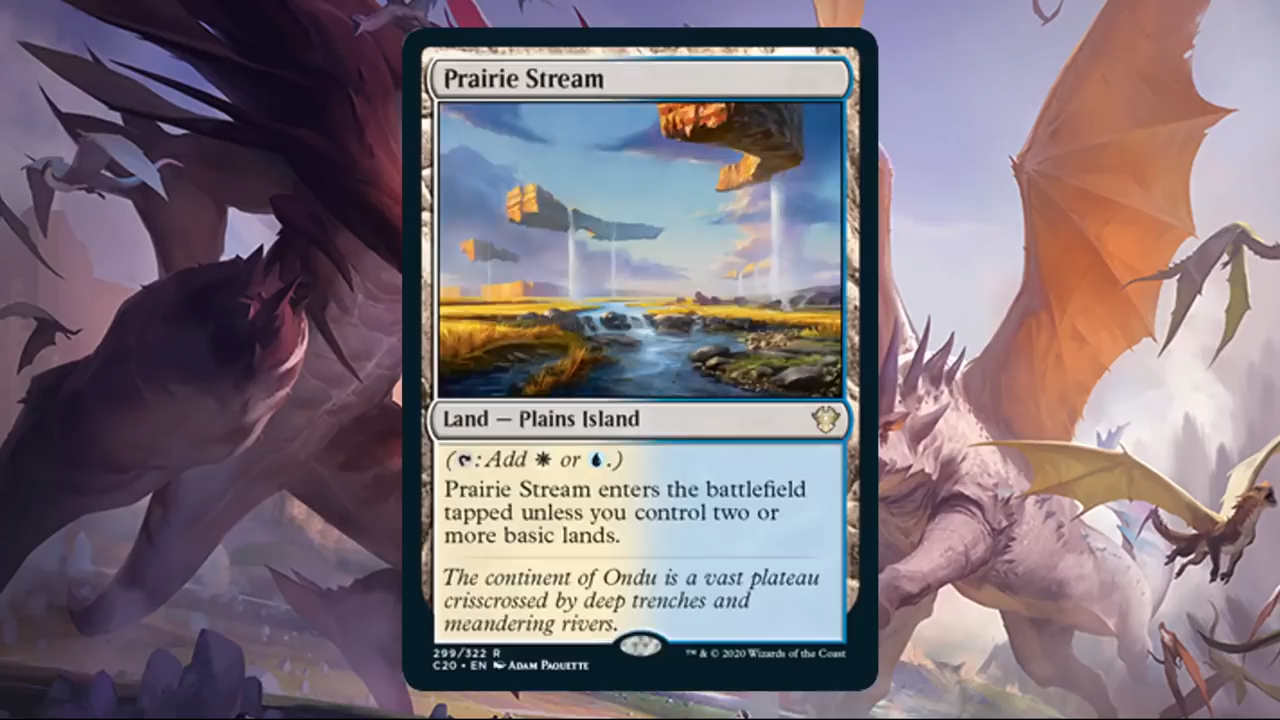 Prairie Stream
Land — Plains Island
( : Add or .)
Prairie Stream enters the battlefield
tapped unless you control two or
more basic lands.
The continent of Ondu is a vast plateau
crisscrossed by deep trenches and
meandering rivers.
299/322 R
C20 • EN Adam Paquette
™ & © 2020 Wizards of the Coast